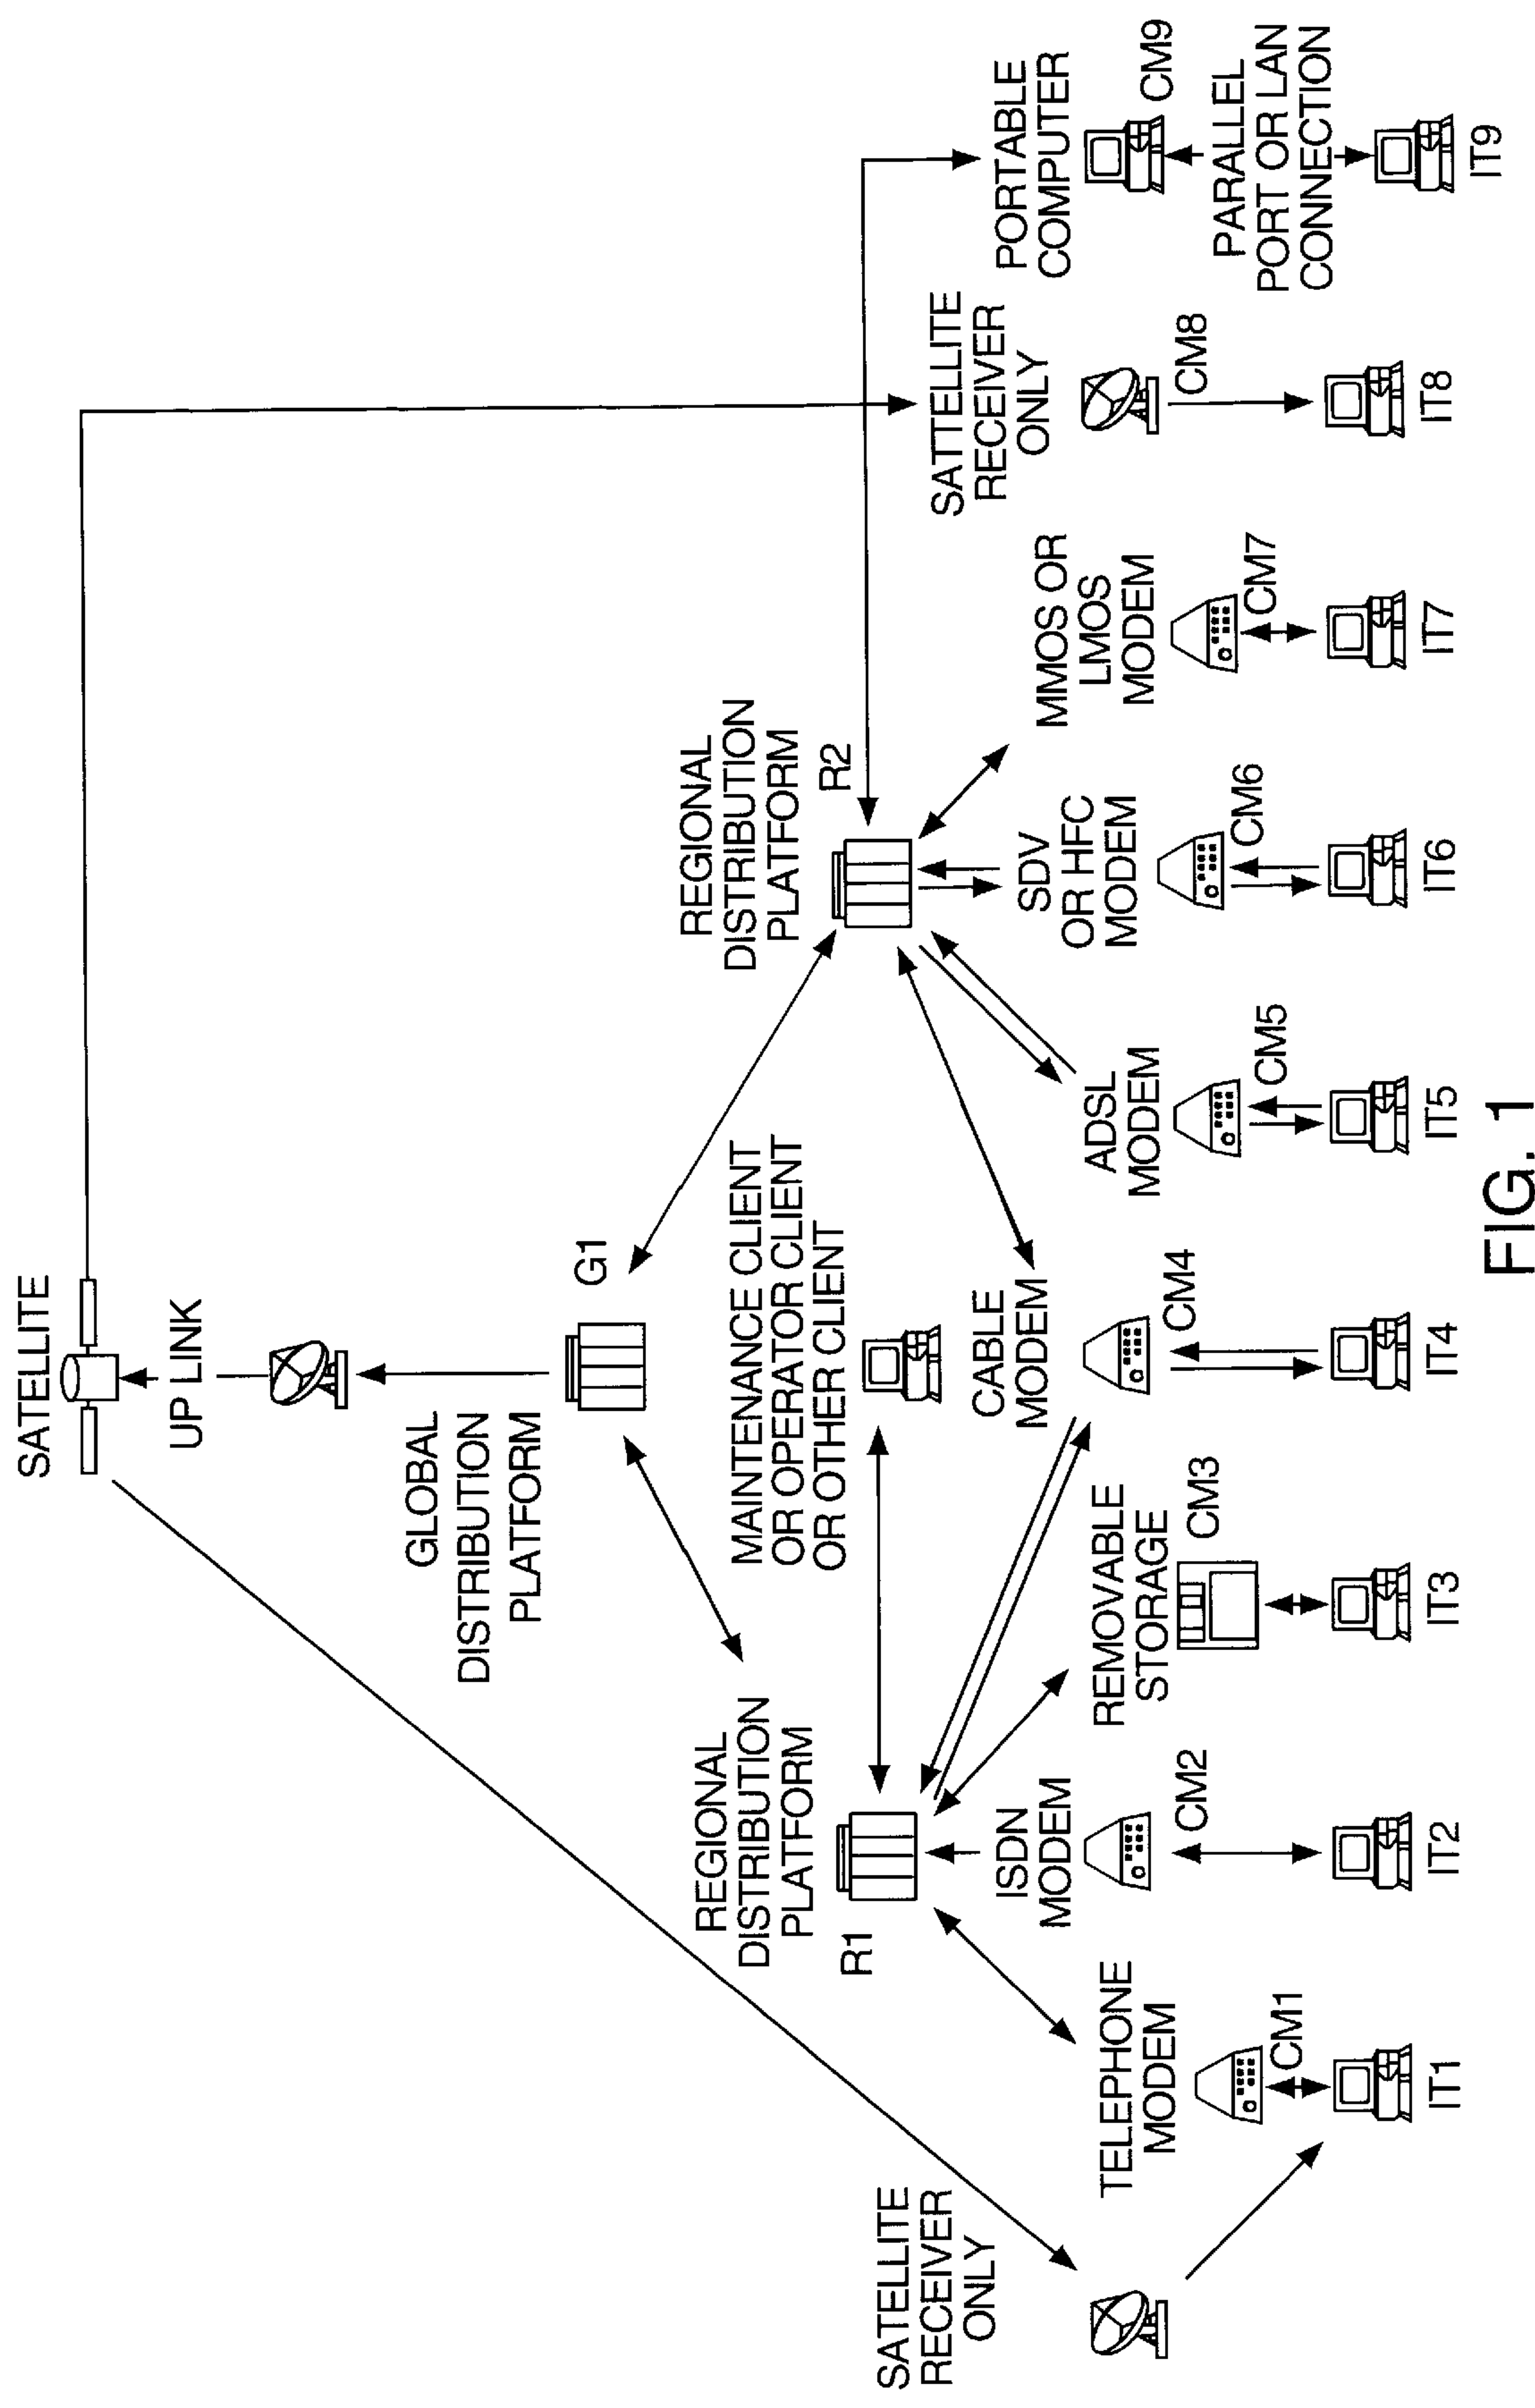 SATELLITE
UP LINK
GLOBAL
DISTRIBUTION
PLATFORM
G1
REGIONAL
DISTRIBUTION
PLATFORM
R1
MAINTENANCE CLIENT
OR OPERATOR CLIENT
OR OTHER CLIENT
REGIONAL
DISTRIBUTION
PLATFORM
R2
SATELLITE
RECEIVER
ONLY
TELEPHONE
MODEM
CM1
IT1
ISDN
MODEM
CM2
IT2
REMOVABLE
STORAGE
CM3
IT3
CABLE
MODEM
CM4
IT4
ADSL
MODEM
CM5
IT5
SDV
OR HFC
MODEM
CM6
IT6
MMOS OR
LMOS
MODEM
CM7
IT7
SATTELLITE
RECEIVER
ONLY
CM8
IT8
PORTABLE
COMPUTER
CM9
PARALLEL
PORT OR LAN
CONNECTION
IT9
FIG. 1